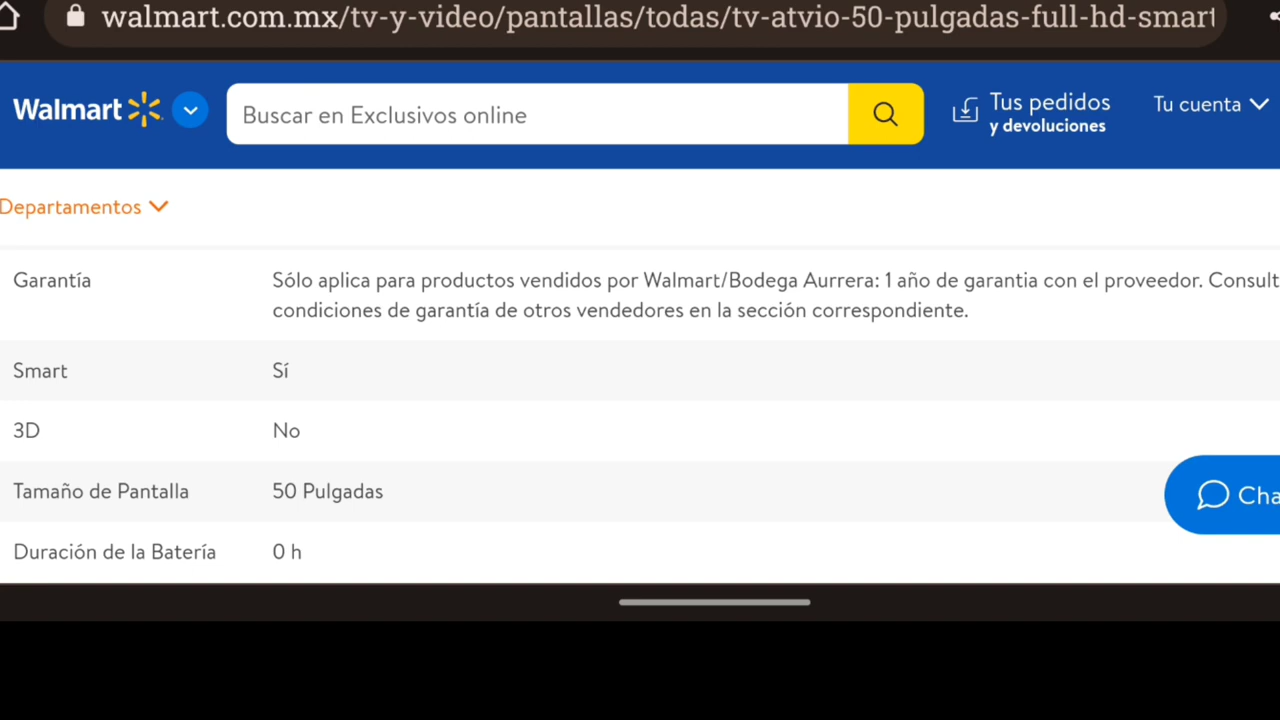 walmart.com.mx/tv-y-video/pantallas/todas/tv-atvio-50-pulgadas-full-hd-smart
Walmart
Buscar en Exclusivos online
Tus pedidos
y devoluciones
Tu cuenta
Departamentos
Garantía
Sólo aplica para productos vendidos por Walmart/Bodega Aurrera: 1 año de garantia con el proveedor. Consult
condiciones de garantía de otros vendedores en la sección correspondiente.
Smart
Sí
3D
No
Tamaño de Pantalla
50 Pulgadas
Cha
Duración de la Batería
0 h